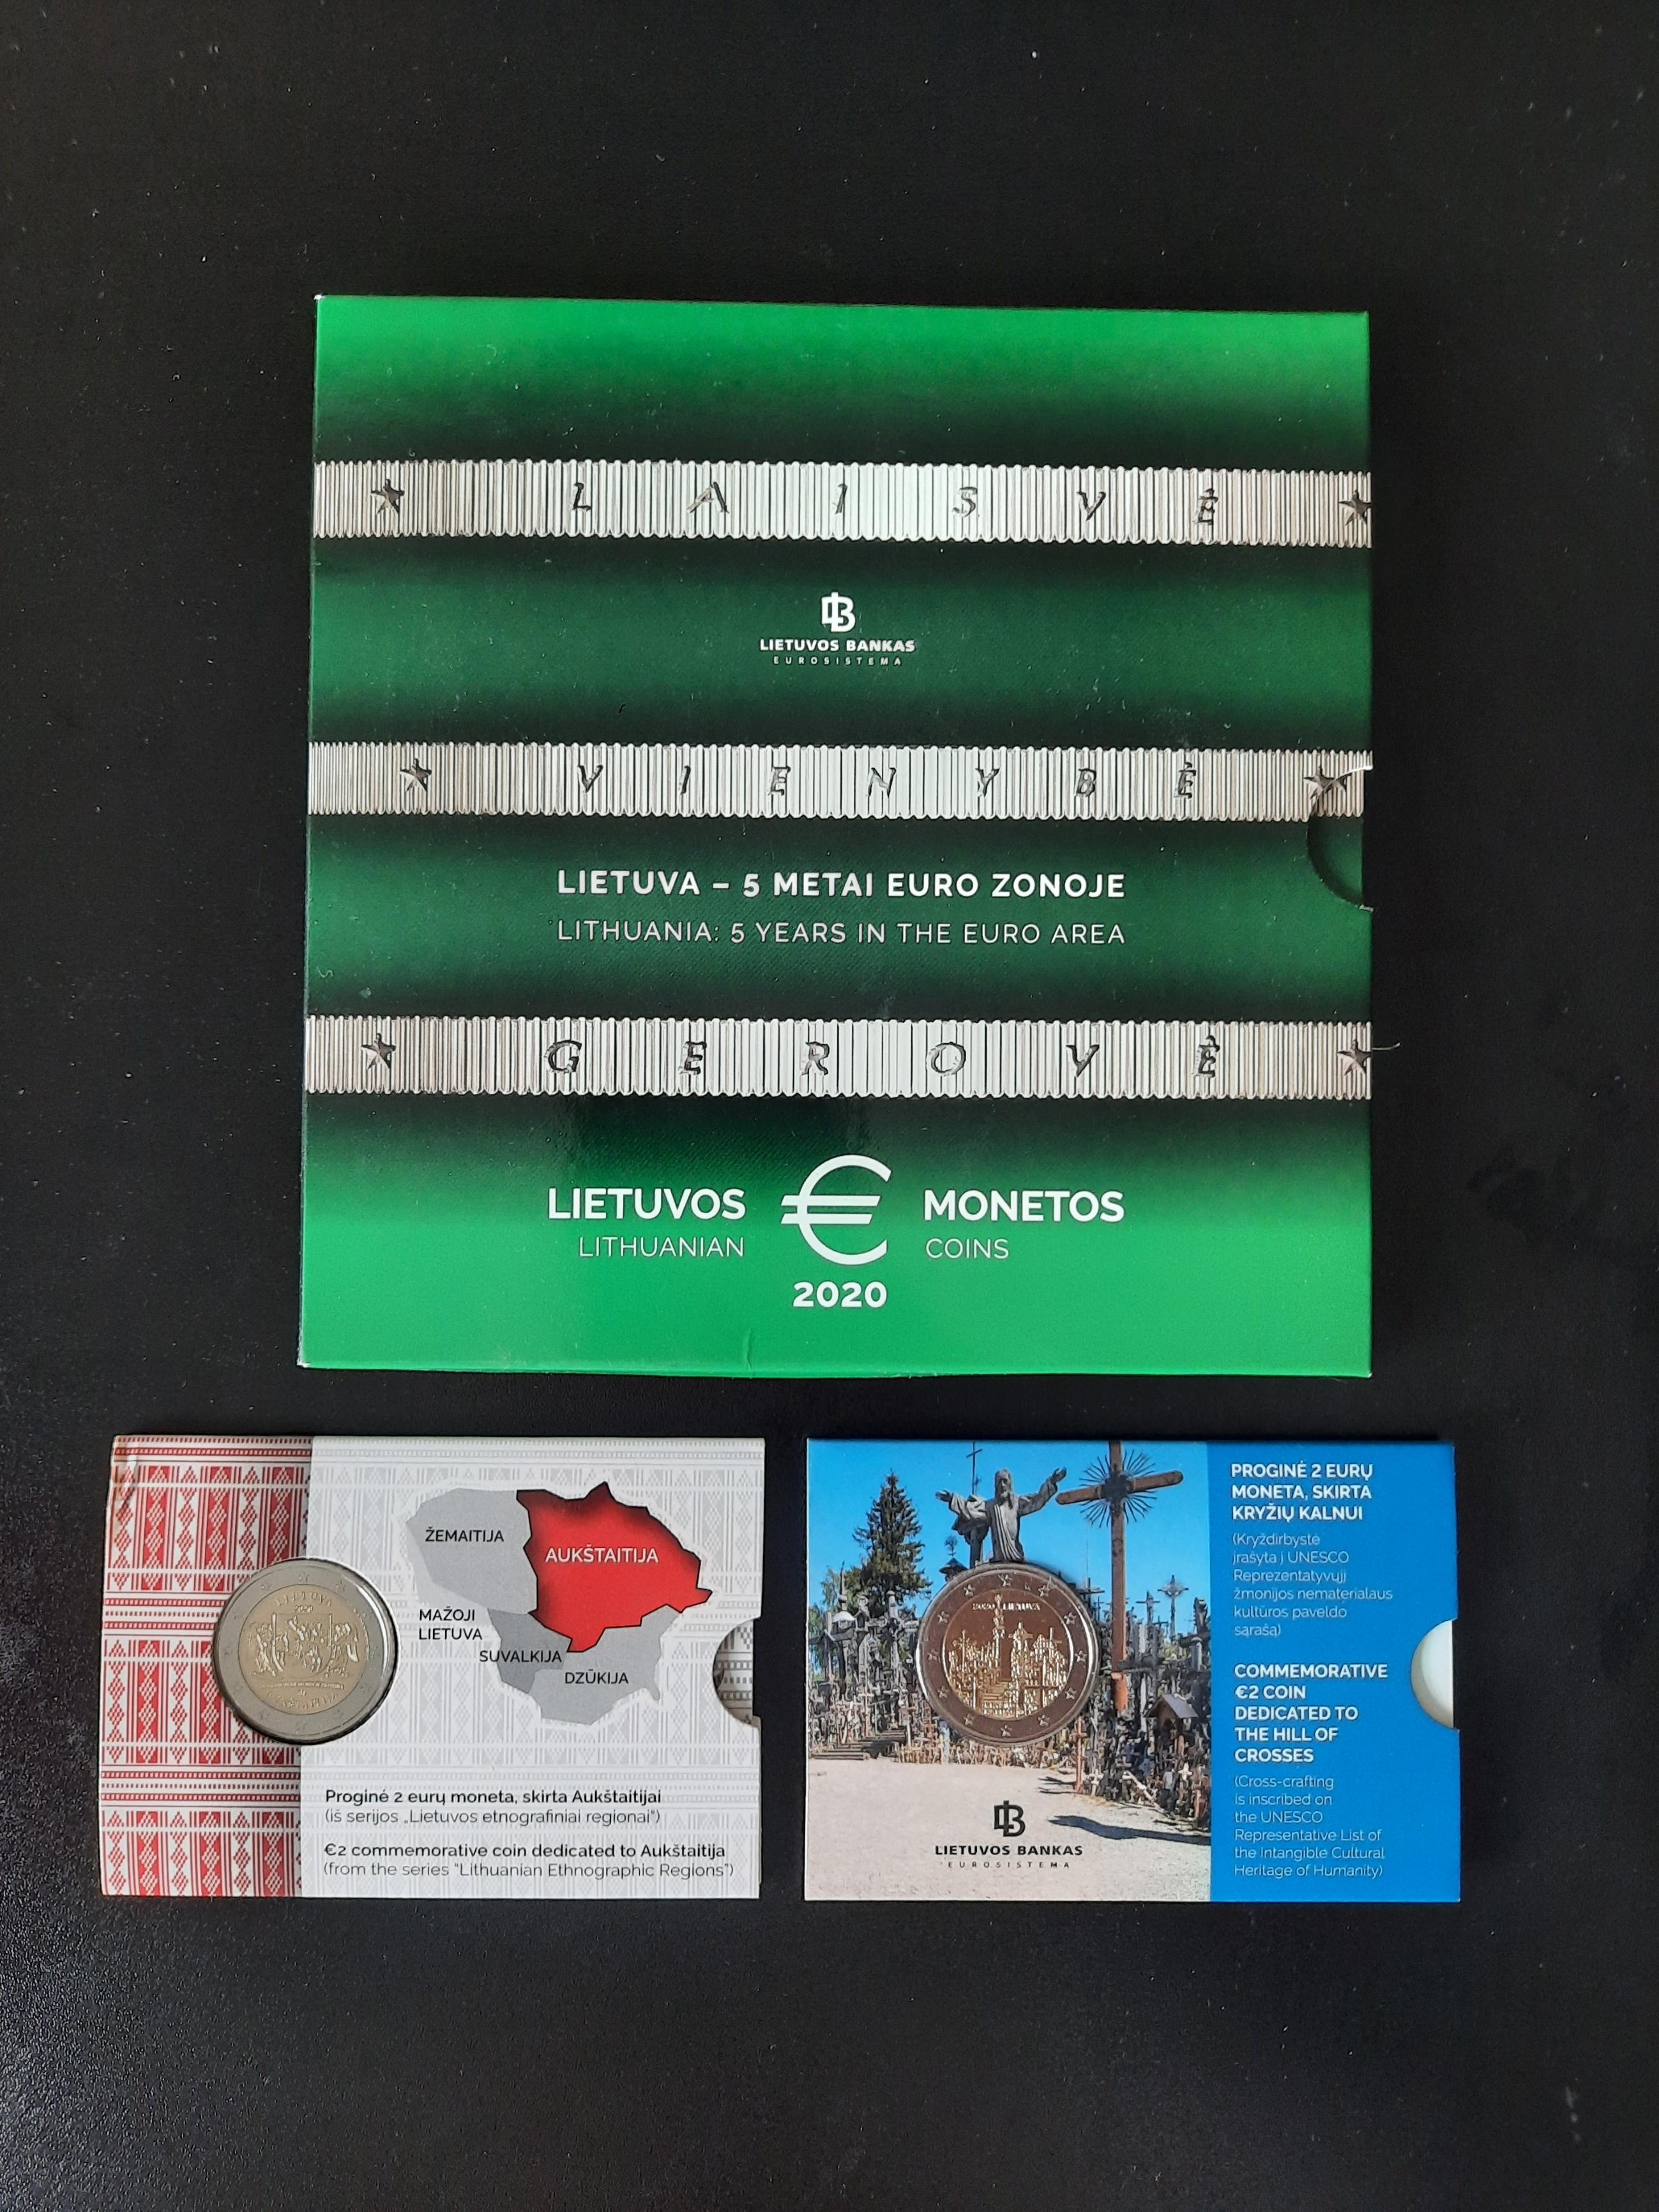 LAISVĖ
LIETUVOS BANKAS
EUROSISTEMA
VIENYBĖ
LIETUVA – 5 METAI EURO ZONOJE
LITHUANIA: 5 YEARS IN THE EURO AREA
GEROVĖ
LIETUVOS € MONETOS
LITHUANIAN COINS
2020
ŽEMAITIJA
AUKŠTAITIJA
MAŽOJI
LIETUVA
SUVALKIJA
DZŪKIJA
LIETUVA
Proginė 2 eurų moneta, skirta Aukštaitijai
(iš serijos „Lietuvos etnografiniai regionai“)
€2 commemorative coin dedicated to Aukštaitija
(from the series “Lithuanian Ethnographic Regions”)
2020 LIETUVA
LIETUVOS BANKAS
EUROSISTEMA
PROGINĖ 2 EURŲ
MONETA, SKIRTA
KRYŽIŲ KALNUI
(Kryždirbystė
įrašyta į UNESCO
Reprezentatyvųjį
žmonijos nematerialaus
kultūros paveldo
sąrašą)
COMMEMORATIVE
€2 COIN
DEDICATED TO
THE HILL OF
CROSSES
(Cross-crafting
is inscribed on
the UNESCO
Representative List of
the Intangible Cultural
Heritage of Humanity)